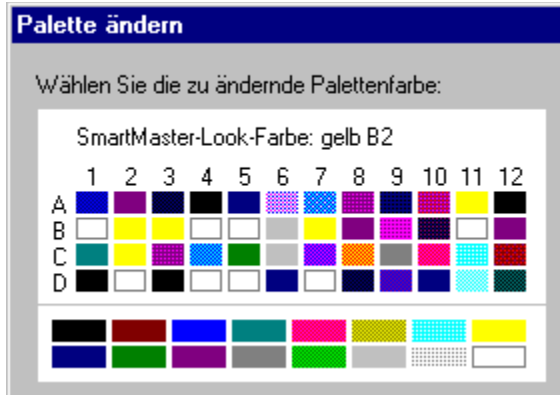 Palette ändern
Wählen Sie die zu ändernde Palettenfarbe:
SmartMaster-Look-Farbe: gelb B2
1 2 3 4 5 6 7 8 9 10 11 12
A
B
C
D